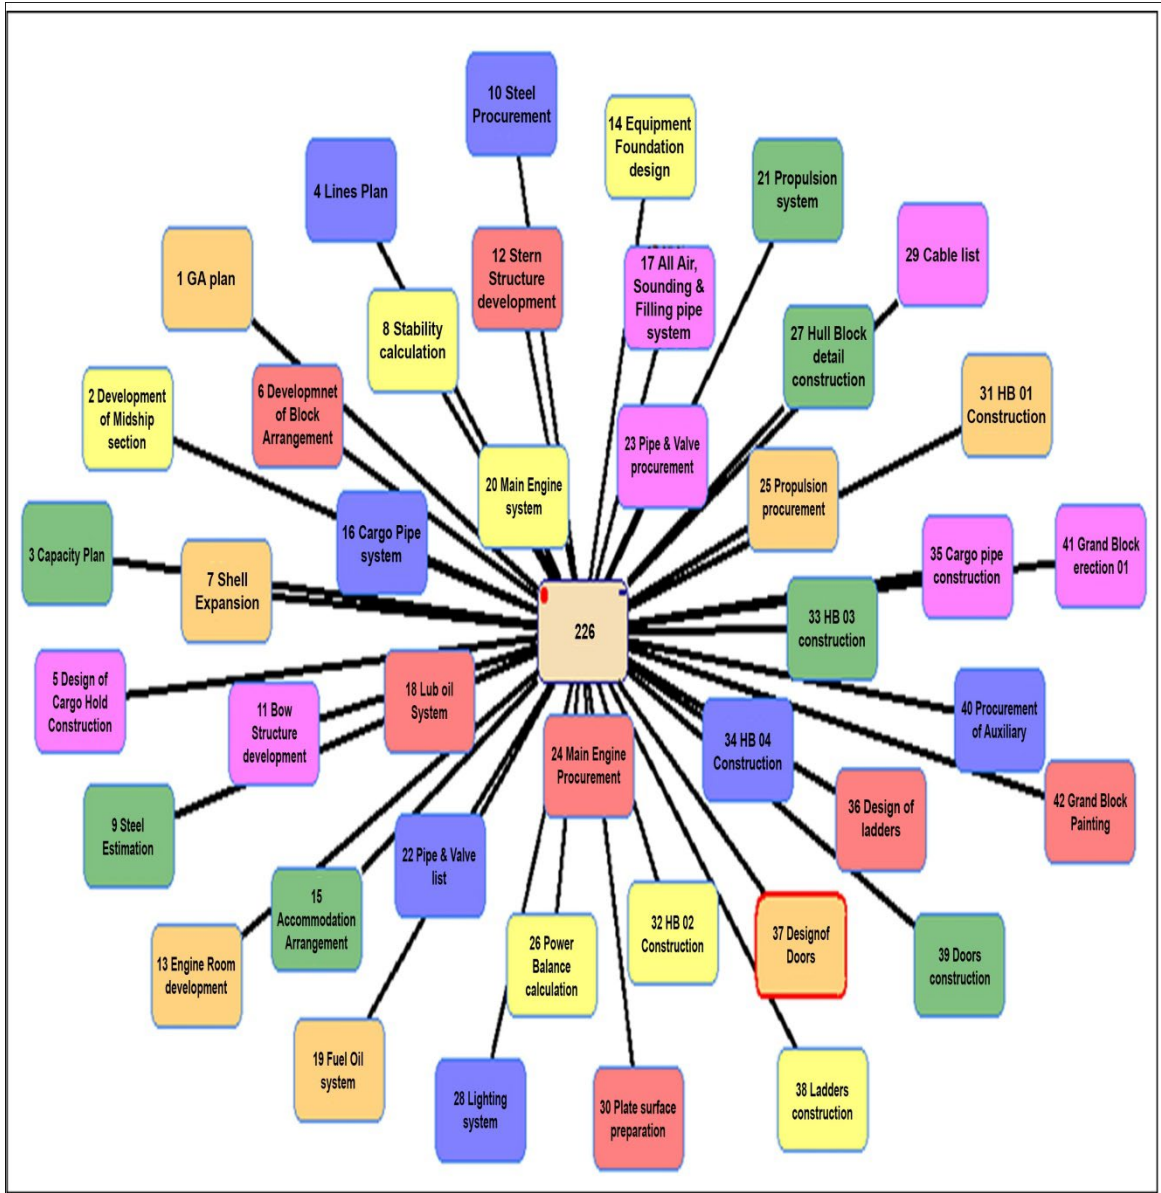 10 Steel
Procurement
14 Equipment
Foundation
design
4 Lines Plan
21 Propulsion
system
1 GA plan
12 Stern
Structure
development
17 All Air,
Sounding &
Filling pipe
system
29 Cable list
8 Stability
calculation
27 Hull Block
detail
construction
2 Development
of Midship
section
6 Developmnet
of Block
Arrangement
31 HB 01
Construction
20 Main Engine
system
23 Pipe & Valve
procurement
25 Propulsion
procurement
3 Capacity Plan
7 Shell
Expansion
16 Cargo Pipe
system
35 Cargo pipe
construction
41 Grand Block
erection 01
226
33 HB 03
construction
5 Design of
Cargo Hold
Construction
11 Bow
Structure
development
18 Lub oil
System
24 Main Engine
Procurement
34 HB 04
Construction
40 Procurement
of Auxiliary
9 Steel
Estimation
36 Design of
ladders
42 Grand Block
Painting
22 Pipe & Valve
list
15
Accommodation
Arrangement
13 Engine Room
development
26 Power
Balance
calculation
32 HB 02
Construction
37 Designof
Doors
39 Doors
construction
19 Fuel Oil
system
28 Lighting
system
30 Plate surface
preparation
38 Ladders
construction